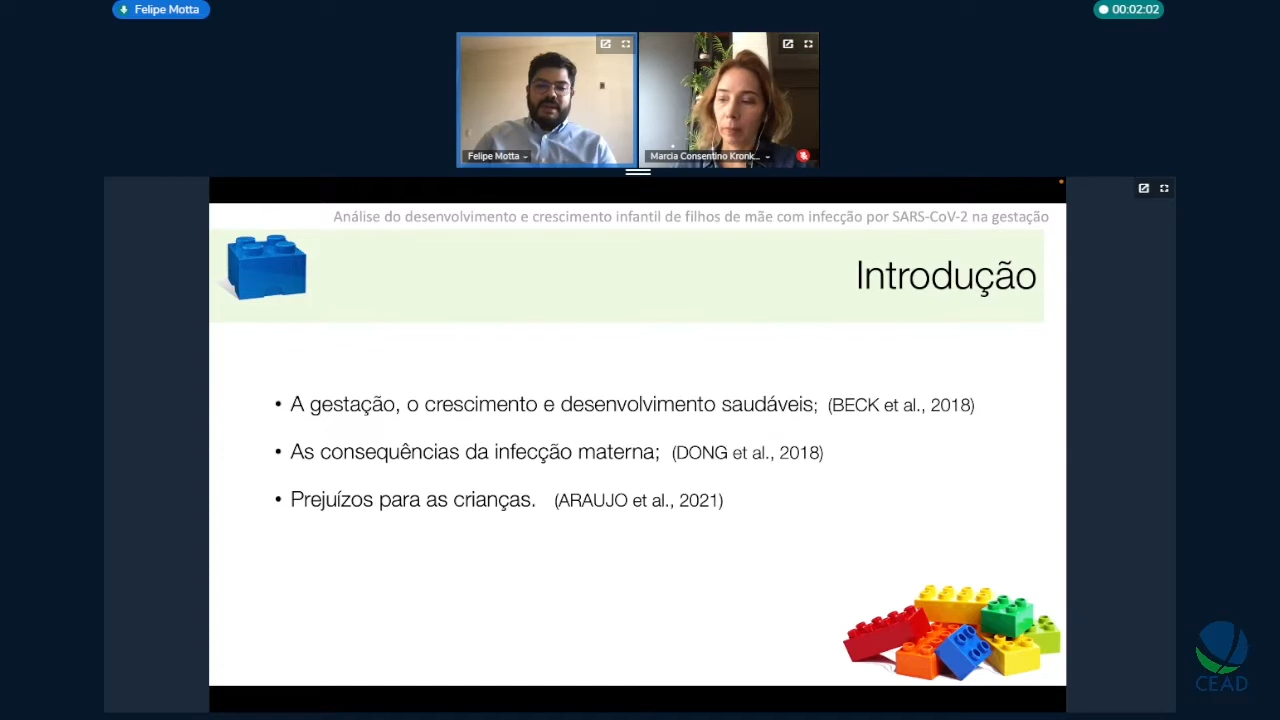 Felipe Motta
00:02:02
Felipe Motta
Marcia Consentino Kronk...
Análise do desenvolvimento e crescimento infantil de filhos de mãe com infecção por SARS-CoV-2 na gestação
Introdução
• A gestação, o crescimento e desenvolvimento saudáveis; (BECK et al., 2018)
• As consequências da infecção materna; (DONG et al., 2018)
• Prejuízos para as crianças. (ARAUJO et al., 2021)
CEAD